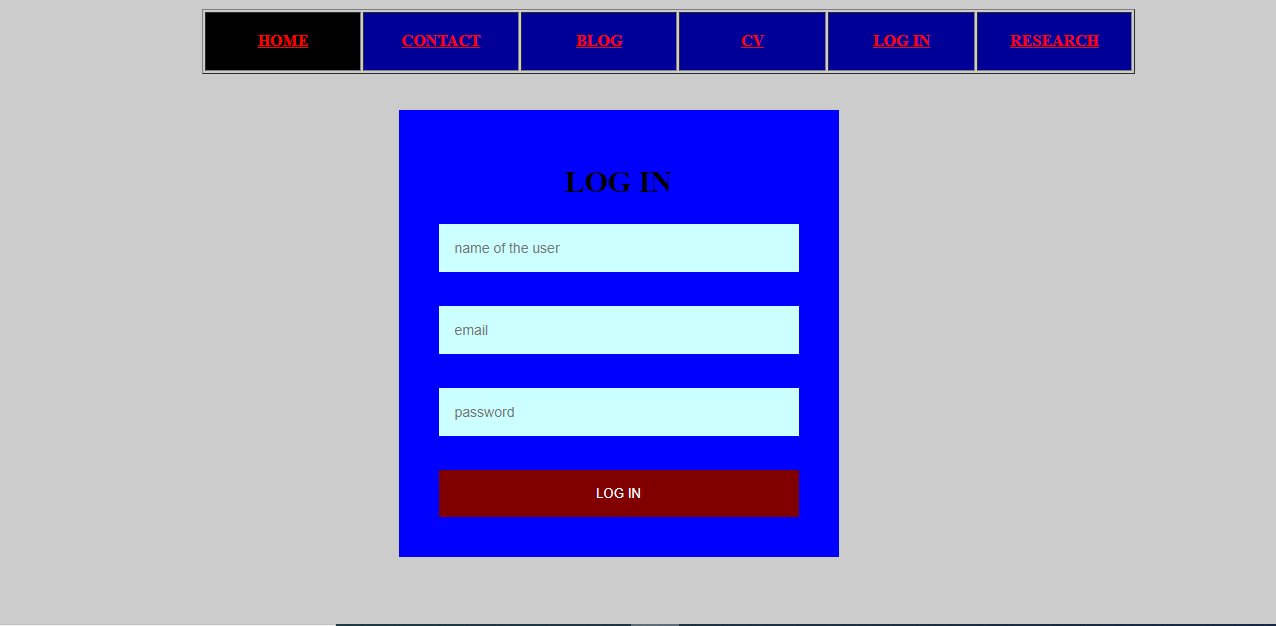 HOME CONTACT BLOG CV LOG IN RESEARCH
LOG IN
name of the user
email
password
LOG IN